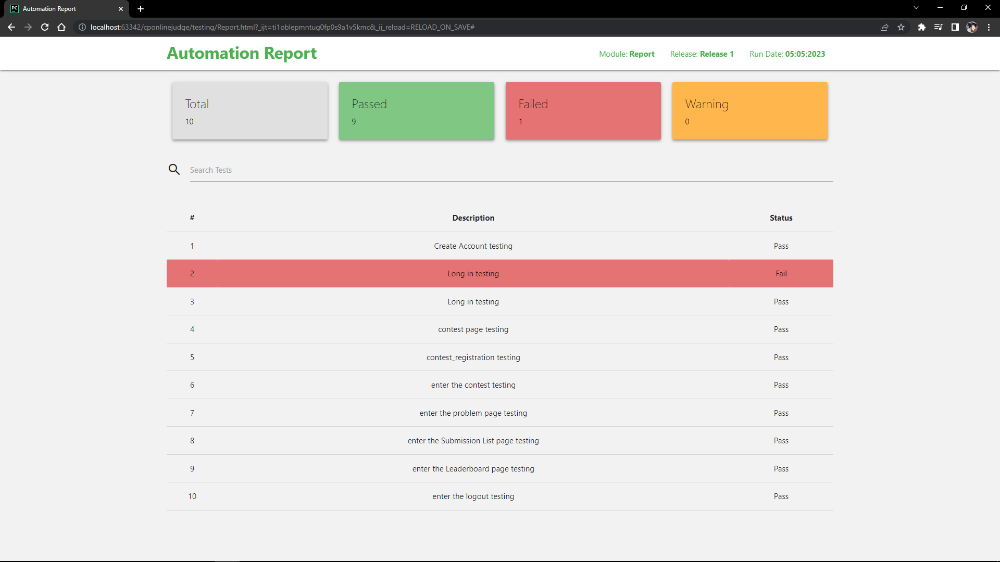 Automation Report
localhost:63342/cponlinejudge/testing/Report.html?_ijt=ti1oblepmntug0fp0s9a1v5kmc&_ij_reload=RELOAD_ON_SAVE#
Automation Report
Module: Report Release: Release 1 Run Date: 05:05:2023
Total Passed Failed Warning
10 9 1 0
Search Tests
# Description Status
1 Create Account testing Pass
2 Long in testing Fail
3 Long in testing Pass
4 contest page testing Pass
5 contest_registration testing Pass
6 enter the contest testing Pass
7 enter the problem page testing Pass
8 enter the Submission List page testing Pass
9 enter the Leaderboard page testing Pass
10 enter the logout testing Pass